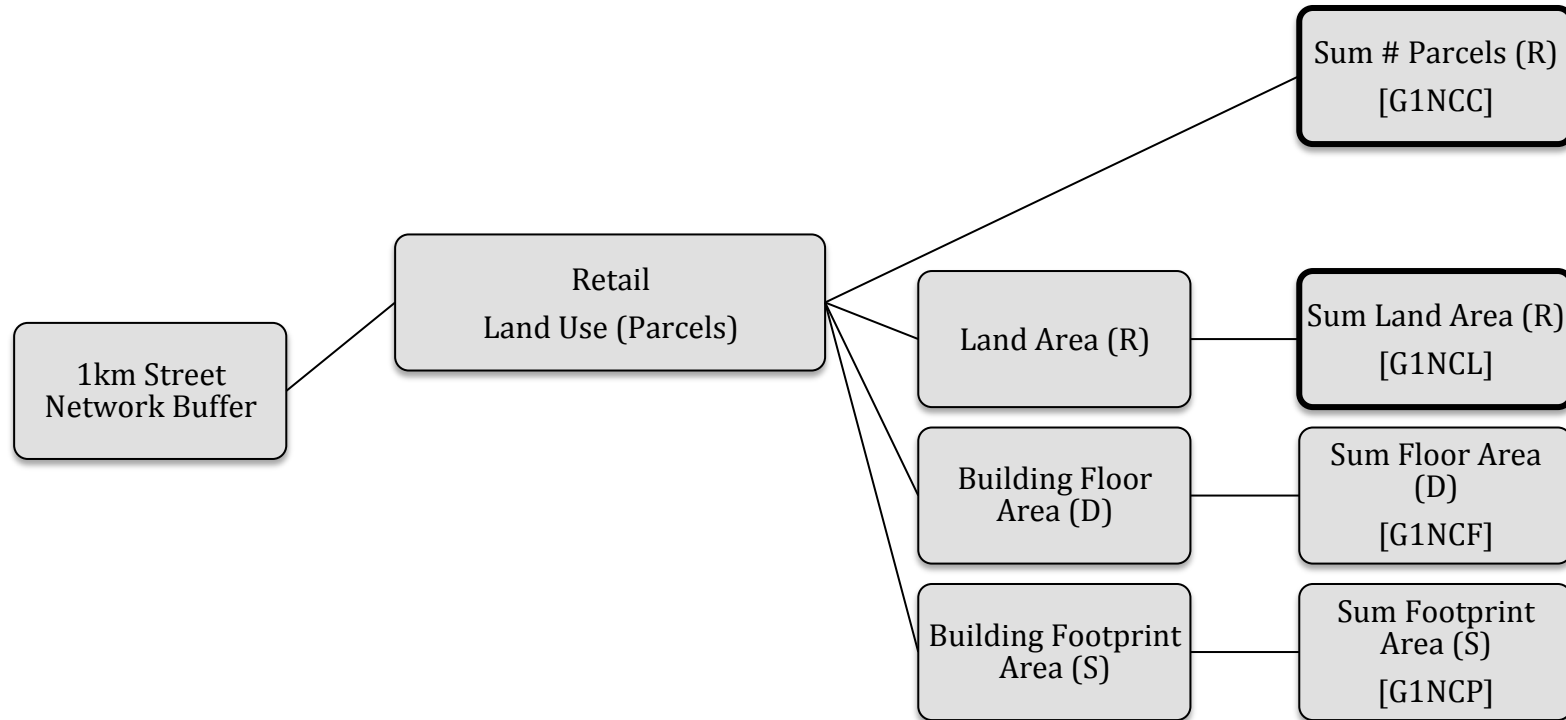 1km Street
Network Buffer
Retail
Land Use (Parcels)
Sum # Parcels (R)
[G1NCC]
Land Area (R)
Sum Land Area (R)
[G1NCL]
Building Floor
Area (D)
Sum Floor Area
(D)
[G1NCF]
Building Footprint
Area (S)
Sum Footprint
Area (S)
[G1NCP]